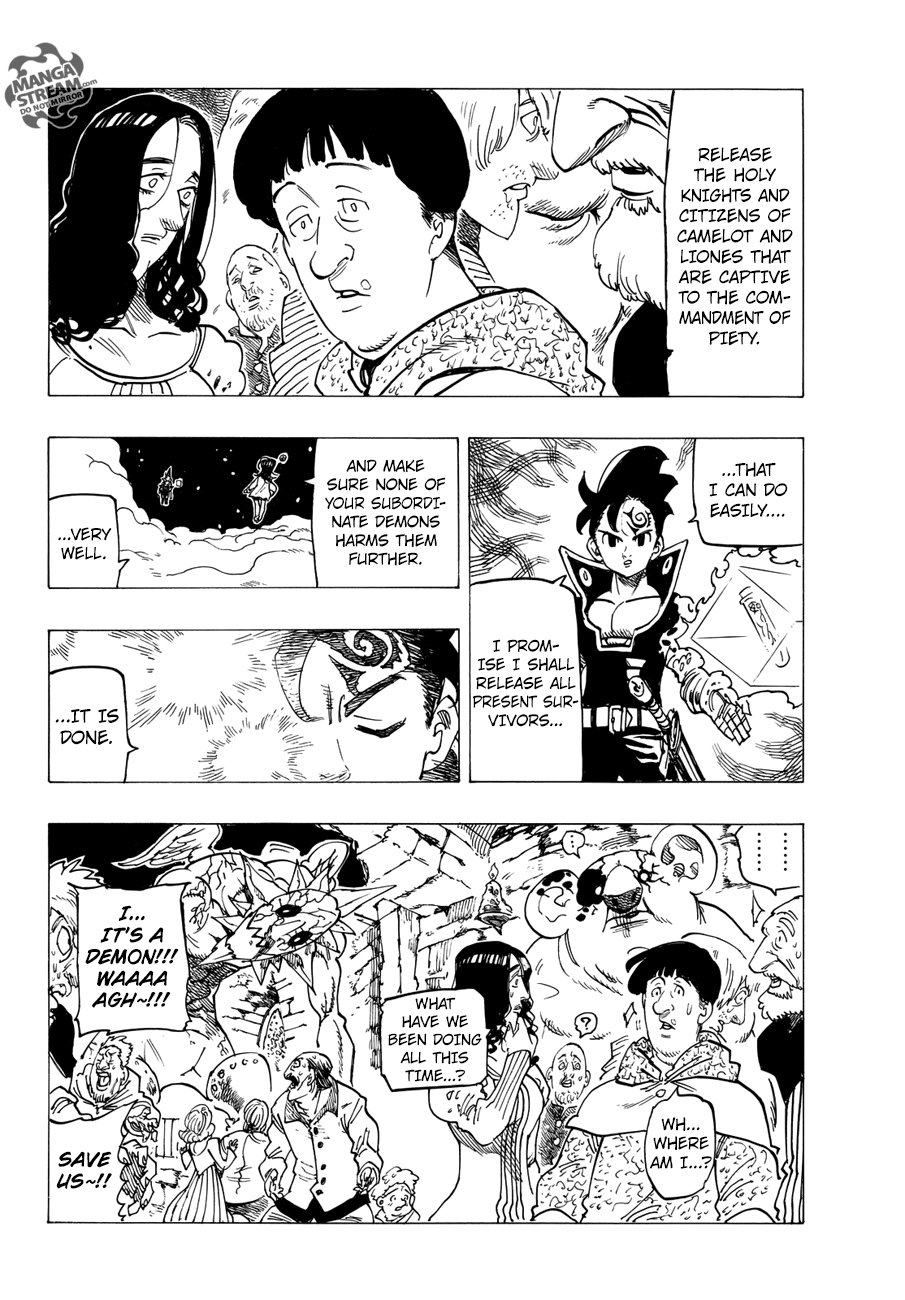 MANGA
STREAM.com
DO NOT MIRROR
RELEASE
THE HOLY
KNIGHTS AND
CITIZENS OF
CAMELOT AND
LIONES THAT
ARE CAPTIVE
TO THE COM-
MANDMENT OF
PIETY.
...THAT
I CAN DO
EASILY....
I PROM-
ISE I SHALL
RELEASE ALL
PRESENT SUR-
VIVORS...
AND MAKE
SURE NONE OF
YOUR SUBORDI-
NATE DEMONS
HARMS THEM
FURTHER.
...VERY
WELL.
...IT IS
DONE.
......
...
?
WH...
WHERE
AM I...?
WHAT
HAVE WE
BEEN DOING
ALL THIS
TIME...?
I...
IT'S A
DEMON!!!
WAAAA
AGH~!!!
SAVE
US~!!